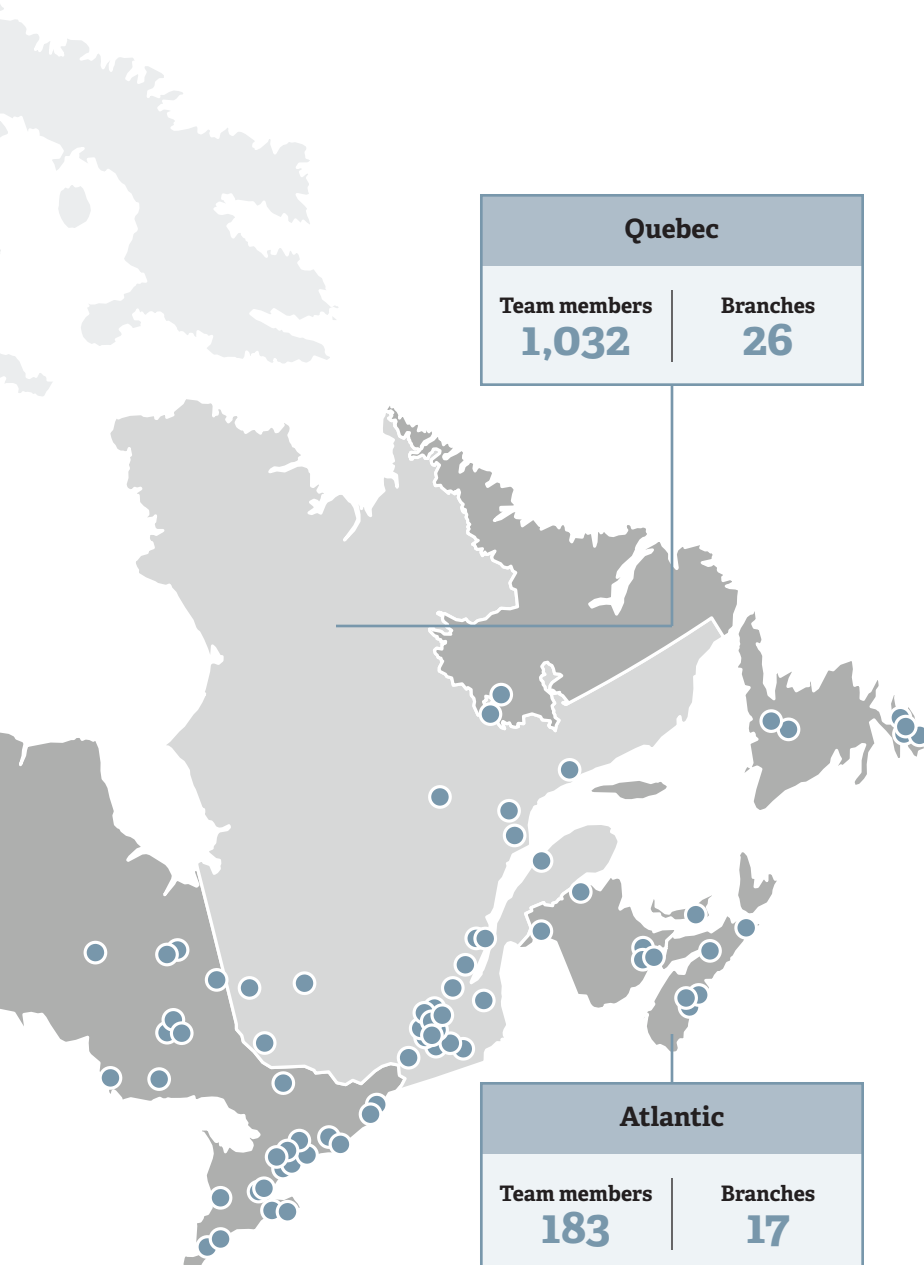 Quebec
Team members Branches
1,032 26
Atlantic
Team members Branches
183 17